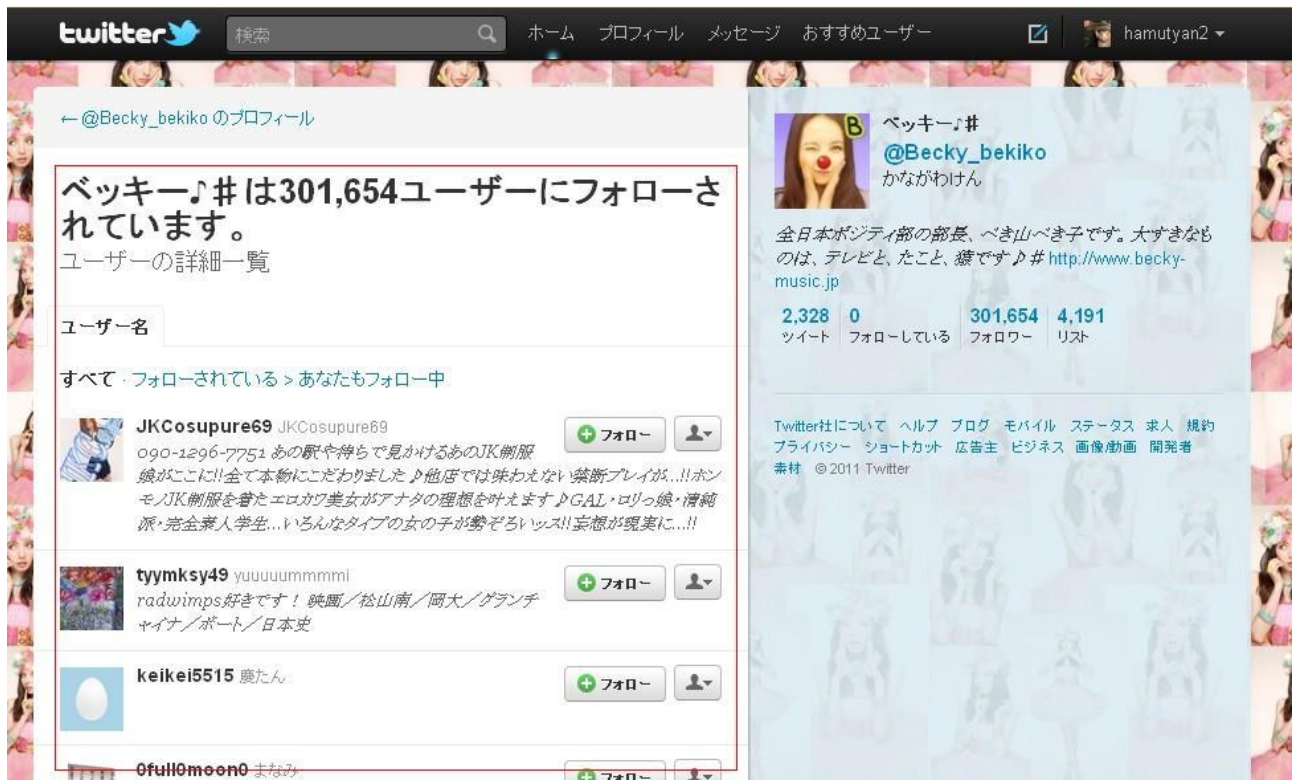 twitter
検索
ホーム プロフィール メッセージ おすすめユーザー
hamutyan2
← @Becky_bekiko のプロフィール
ベッキー♪#は301,654ユーザーにフォローさ
れています。
ユーザーの詳細一覧
ユーザー名
すべて · フォローされている > あなたもフォロー中
JKCosupure69 JKCosupure69
フォロー
090-1296-7751 あの駅や待ちで見かけるあのJK制服
娘がここに!!全て本物にこだわりました♪他店では味わえない禁断プレイが...!!ホン
モノJK制服を着たエロカワ美女がアナタの理想を叶えます♪GAL・ロリっ娘・清純
派・完全素人学生...いろんなタイプの女の子が勢ぞろいッス!!妄想が現実に...!!
tyymksy49 yuuuuummmmi
フォロー
radwimps好きです! 映画／松山南／岡大／グランチ
ャイナ／ボート／日本史
keikei5515 慶たん
フォロー
0full0moon0 まなみ
フォロー
B
ベッキー♪#
@Becky_bekiko
かながわけん
全日本ポジティ部の部長、べき山べき子です。大すきなも
のは、テレビと、たこと、猿です♪# http://www.becky-
music.jp
2,328 0 301,654 4,191
ツイート フォローしている フォロワー リスト
Twitter社について ヘルプ ブログ モバイル ステータス 求人 規約
プライバシー ショートカット 広告主 ビジネス 画像/動画 開発者
素材 © 2011 Twitter